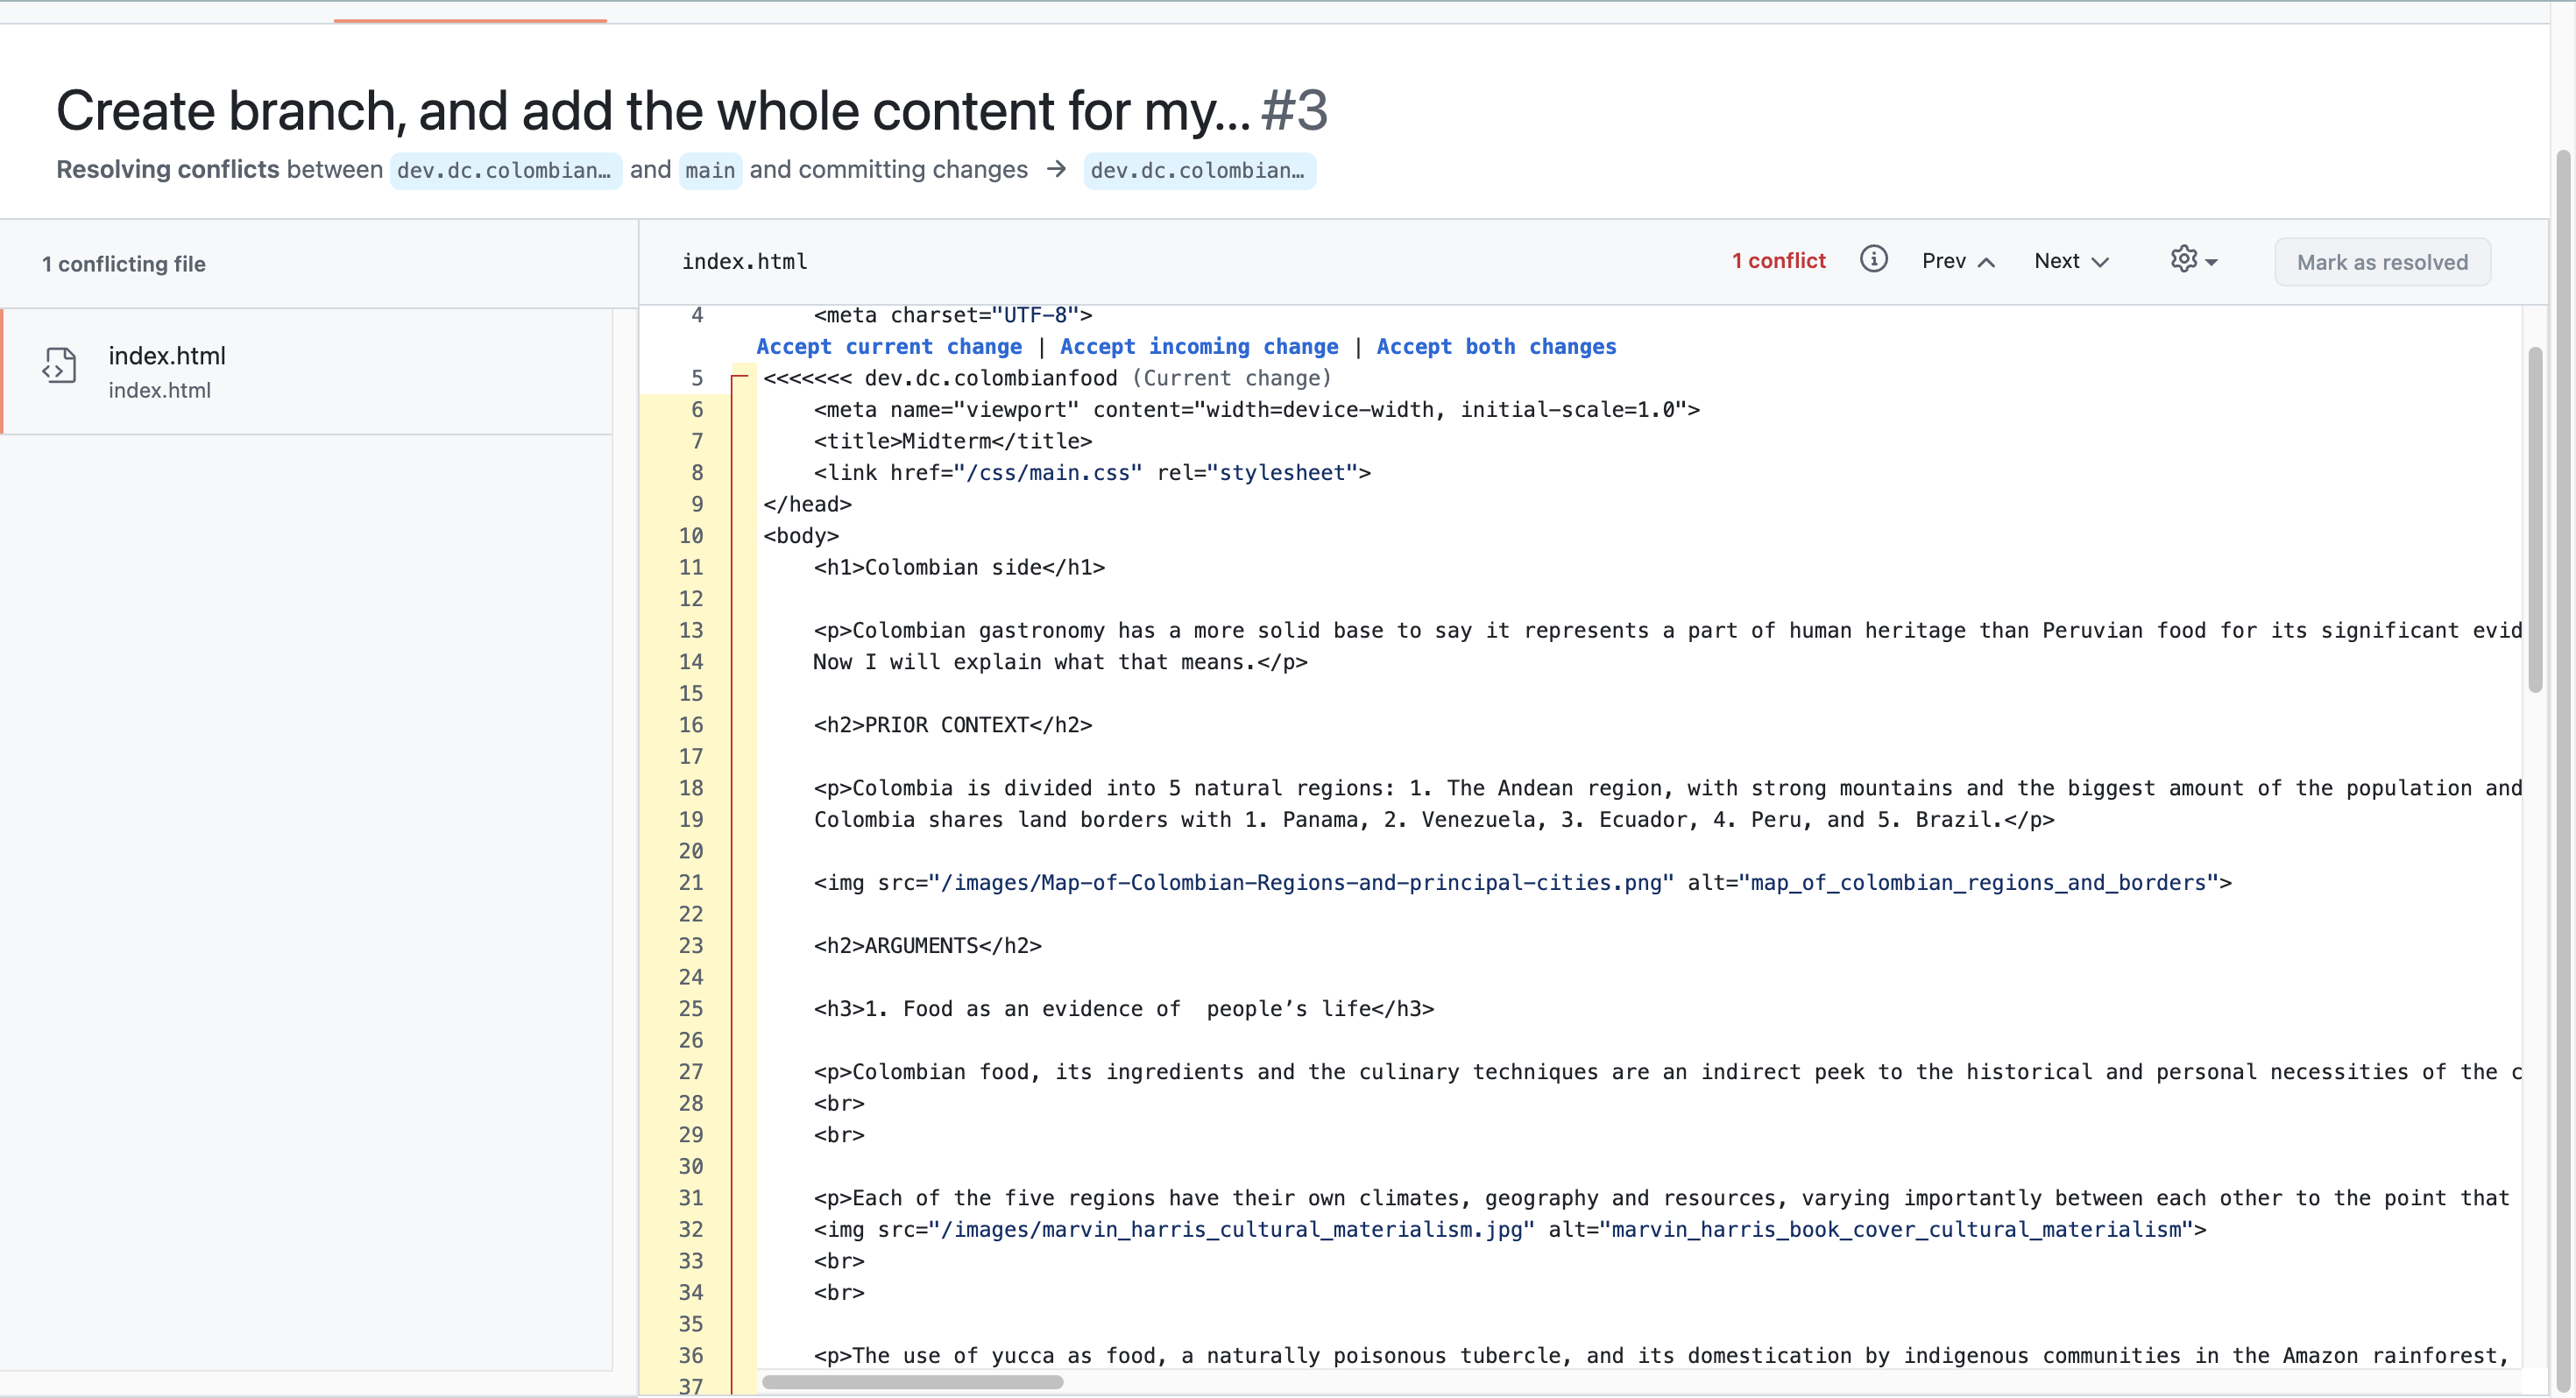 Create branch, and add the whole content for my... #3
Resolving conflicts between dev.dc.colombian… and main and committing changes → dev.dc.colombian…
1 conflicting file
index.html
index.html
index.html
1 conflict
Prev
Next
Mark as resolved
4 <meta charset="UTF-8">
Accept current change | Accept incoming change | Accept both changes
5 <<<<<<< dev.dc.colombianfood (Current change)
6 <meta name="viewport" content="width=device-width, initial-scale=1.0">
7 <title>Midterm</title>
8 <link href="/css/main.css" rel="stylesheet">
9 </head>
10 <body>
11 <h1>Colombian side</h1>
12
13 <p>Colombian gastronomy has a more solid base to say it represents a part of human heritage than Peruvian food for its significant evid
14 Now I will explain what that means.</p>
15
16 <h2>PRIOR CONTEXT</h2>
17
18 <p>Colombia is divided into 5 natural regions: 1. The Andean region, with strong mountains and the biggest amount of the population and
19 Colombia shares land borders with 1. Panama, 2. Venezuela, 3. Ecuador, 4. Peru, and 5. Brazil.</p>
20
21 <img src="/images/Map-of-Colombian-Regions-and-principal-cities.png" alt="map_of_colombian_regions_and_borders">
22
23 <h2>ARGUMENTS</h2>
24
25 <h3>1. Food as an evidence of  people’s life</h3>
26
27 <p>Colombian food, its ingredients and the culinary techniques are an indirect peek to the historical and personal necessities of the c
28 <br>
29 <br>
30
31 <p>Each of the five regions have their own climates, geography and resources, varying importantly between each other to the point that
32 <img src="/images/marvin_harris_cultural_materialism.jpg" alt="marvin_harris_book_cover_cultural_materialism">
33 <br>
34 <br>
35
36 <p>The use of yucca as food, a naturally poisonous tubercle, and its domestication by indigenous communities in the Amazon rainforest,
37